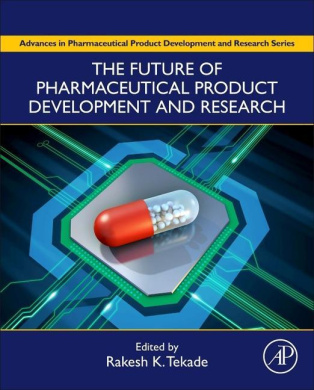 Advances in Pharmaceutical Product Development and Research Series
THE FUTURE OF
PHARMACEUTICAL PRODUCT
DEVELOPMENT AND RESEARCH
Edited by
Rakesh K. Tekade
AP